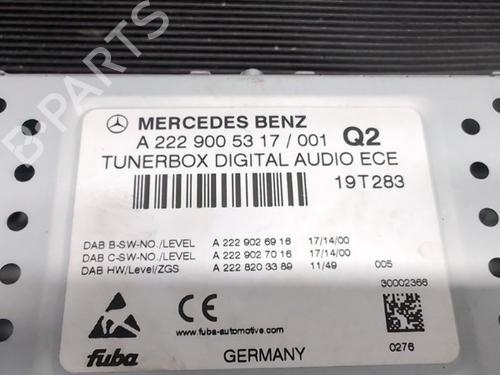 B-PARTS
MERCEDES BENZ
A 222 900 53 17 / 001 Q2
TUNERBOX DIGITAL AUDIO ECE
19T283
DAB B-SW-NO./LEVEL A 222 902 69 16 17/14/00
DAB C-SW-NO./LEVEL A 222 902 70 16 17/14/00
DAB HW/Level/ZGS A 222 820 33 89 11/49 005
30002366
CE
fuba
www.fuba-automotive.com
GERMANY
0276